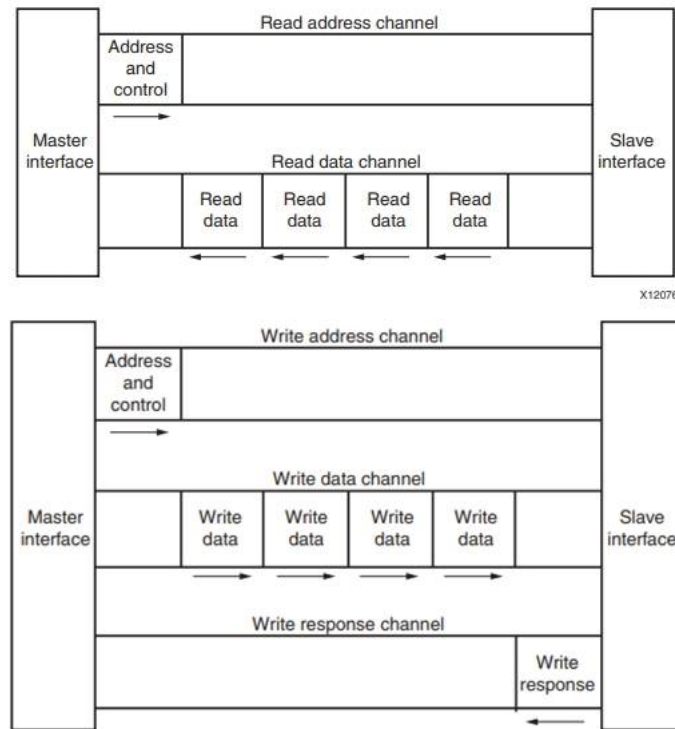 Read address channel
Address
and
control
Master
interface
Slave
interface
Read data channel
Read
data
Read
data
Read
data
Read
data
X12076
Write address channel
Address
and
control
Write data channel
Master
interface
Write
data
Write
data
Write
data
Write
data
Slave
interface
Write response channel
Write
response